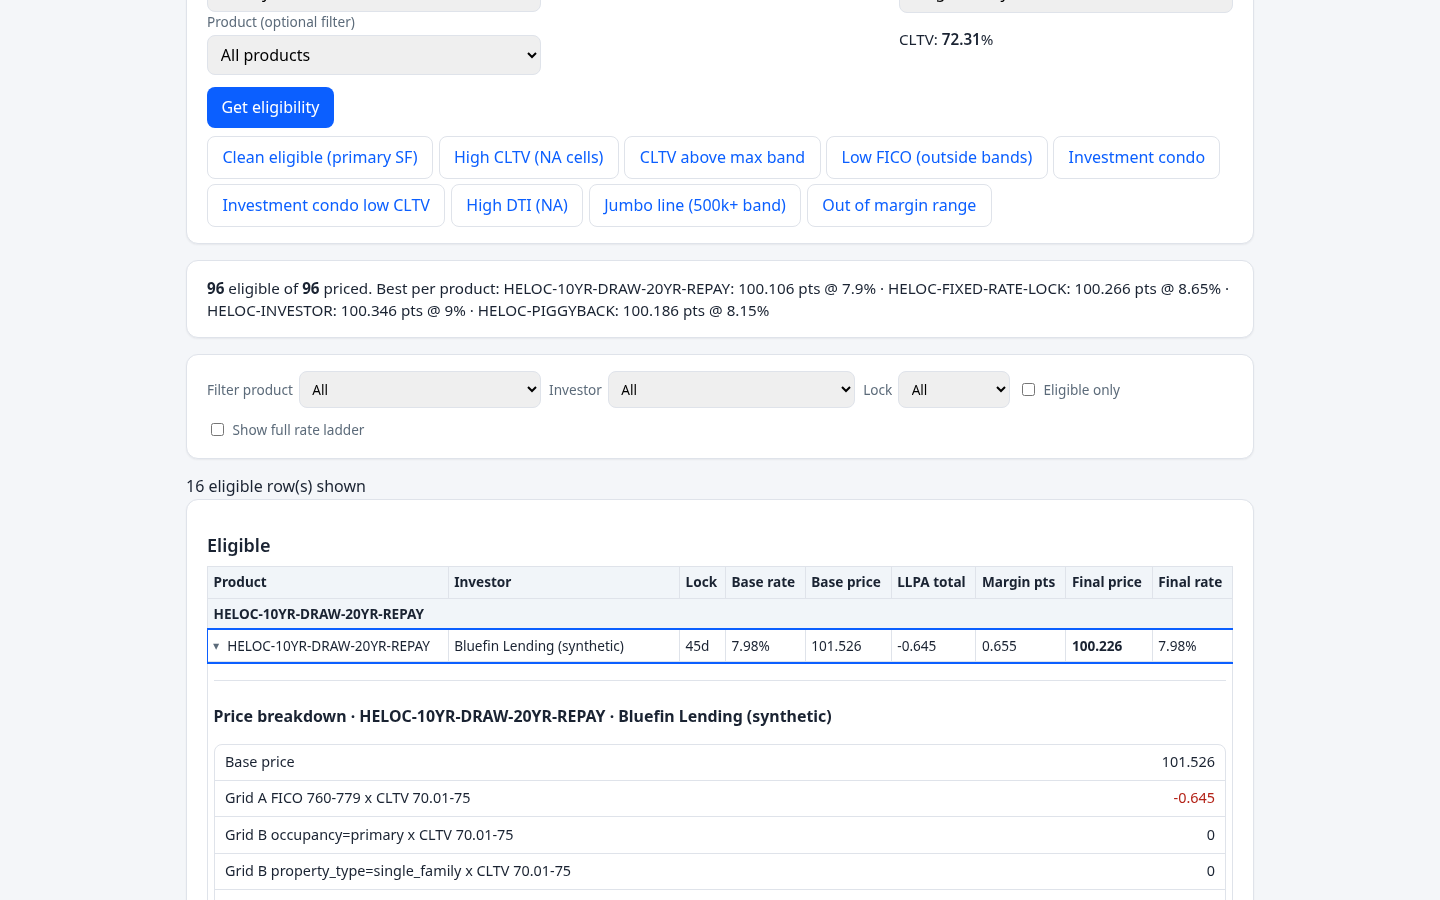 Product (optional filter)
All products
CLTV: 72.31%
Get eligibility
Clean eligible (primary SF) High CLTV (NA cells) CLTV above max band Low FICO (outside bands) Investment condo
Investment condo low CLTV High DTI (NA) Jumbo line (500k+ band) Out of margin range
96 eligible of 96 priced. Best per product: HELOC-10YR-DRAW-20YR-REPAY: 100.106 pts @ 7.9% · HELOC-FIXED-RATE-LOCK: 100.266 pts @ 8.65% ·
HELOC-INVESTOR: 100.346 pts @ 9% · HELOC-PIGGYBACK: 100.186 pts @ 8.15%
Filter product All Investor All Lock All Eligible only
Show full rate ladder
16 eligible row(s) shown
Eligible
Product Investor Lock Base rate Base price LLPA total Margin pts Final price Final rate
HELOC-10YR-DRAW-20YR-REPAY
▾ HELOC-10YR-DRAW-20YR-REPAY Bluefin Lending (synthetic) 45d 7.98% 101.526 -0.645 0.655 100.226 7.98%
Price breakdown · HELOC-10YR-DRAW-20YR-REPAY · Bluefin Lending (synthetic)
Base price 101.526
Grid A FICO 760-779 x CLTV 70.01-75 -0.645
Grid B occupancy=primary x CLTV 70.01-75 0
Grid B property_type=single_family x CLTV 70.01-75 0